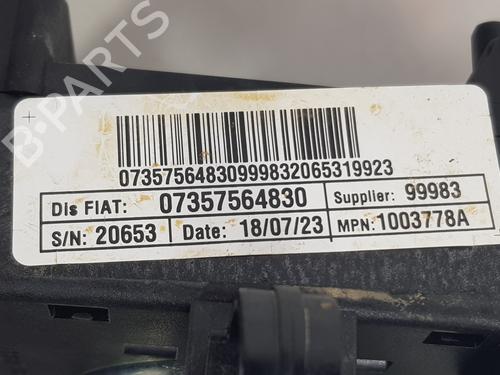 B-PARTS
07357564830999832065319923
Dis FIAT: 07357564830 Supplier: 99983
S/N: 20653 Date: 18/07/23 MPN: 1003778A